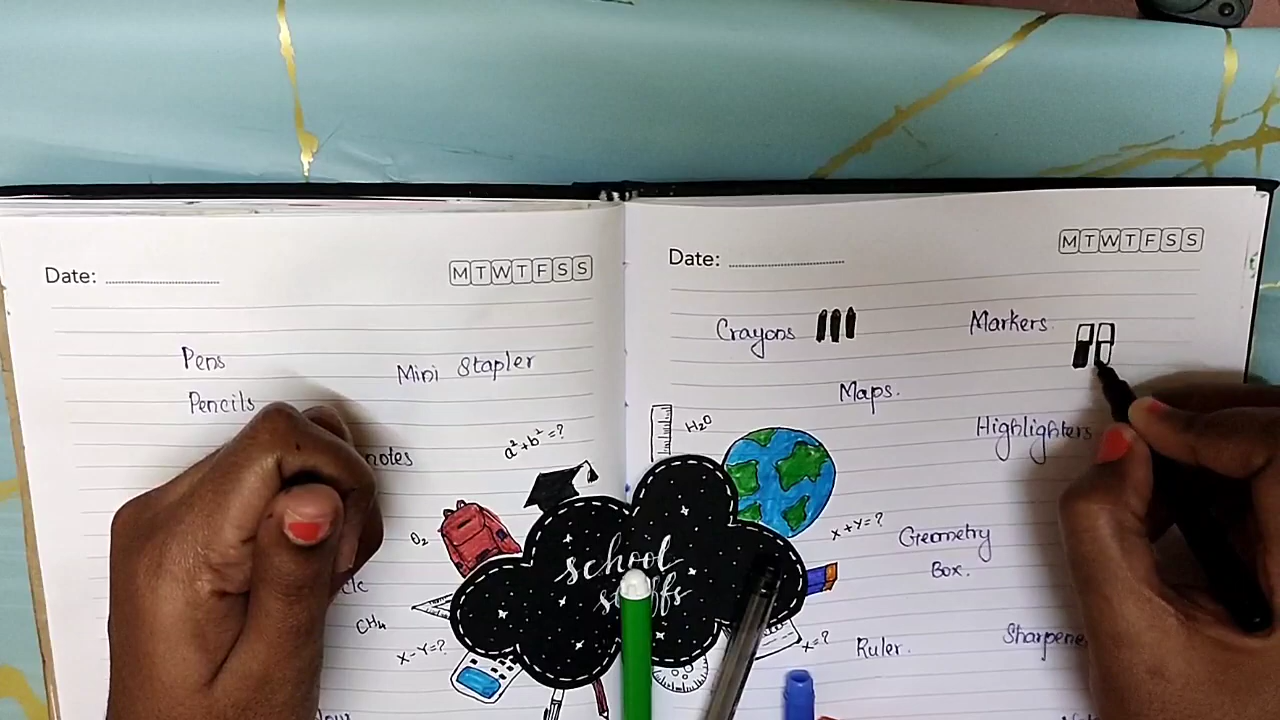 Date:
M T W T F S S
Pens
Mini Stapler
Pencils
notes
a²+b²=?
O₂
CH₄
x-y=?
school
Date:
M T W T F S S
Crayons
Markers
Maps.
H₂O
Highlighters
x+y=?
Geometry
Box.
x=?
Ruler.